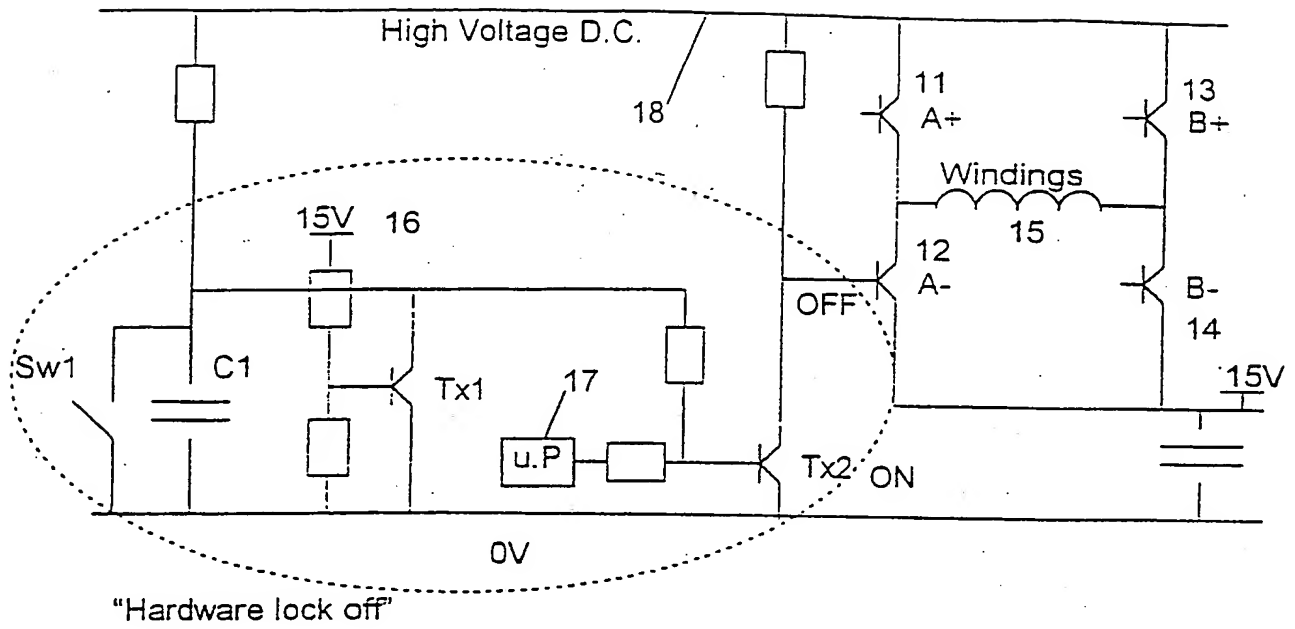 High Voltage D.C.
18
11
A+
13
B+
Windings
15
15V
16
12
A-
OFF
B-
14
Sw1
C1
Tx1
17
15V
u.P
Tx2
ON
0V
"Hardware lock off"